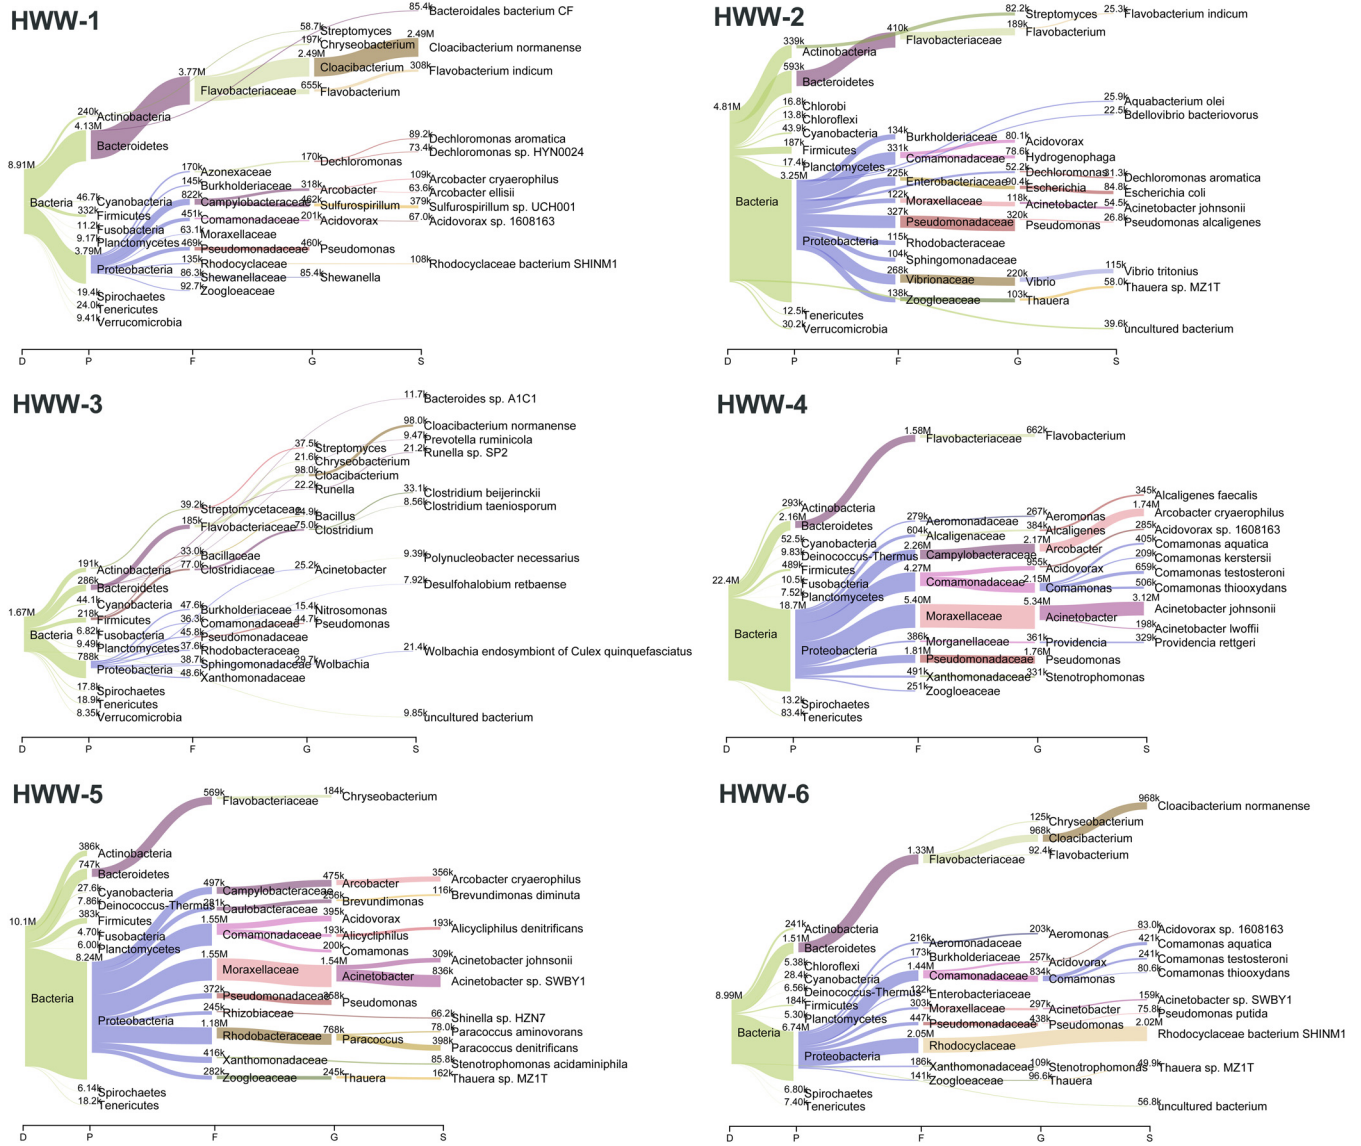 HWW-1
85.4k Bacteroidales bacterium CF
58.7k Streptomyces
197k Chryseobacterium
2.49M Cloacibacterium
2.49M Cloacibacterium normanense
308k Flavobacterium indicum
3.77M Flavobacteriaceae
655k Flavobacterium
240k Actinobacteria
4.13M Bacteroidetes
8.91M Bacteria
89.2k Dechloromonas aromatica
73.4k Dechloromonas sp. HYN0024
170k Dechloromonas
170k Azonexaceae
145k Burkholderiaceae
109k Arcobacter cryaerophilus
318k Arcobacter
63.6k Arcobacter ellisii
46.7k Cyanobacteria
822k Campylobacteraceae
462k Sulfurospirillum
379k Sulfurospirillum sp. UCH001
332k Firmicutes
451k Comamonadaceae
201k Acidovorax
67.0k Acidovorax sp. 1608163
11.2k Fusobacteria
63.1k Moraxellaceae
9.17k Planctomycetes
469k Pseudomonadaceae
460k Pseudomonas
3.79M Proteobacteria
135k Rhodocyclaceae
108k Rhodocyclaceae bacterium SHINM1
86.3k Shewanellaceae
85.4k Shewanella
92.7k Zoogloeaceae
19.4k Spirochaetes
24.0k Tenericutes
9.41k Verrucomicrobia
D P F G S
HWW-2
82.2k Streptomyces
25.3k Flavobacterium indicum
339k Actinobacteria
410k Flavobacteriaceae
189k Flavobacterium
593k Bacteroidetes
4.81M Bacteria
16.8k Chlorobi
13.8k Chloroflexi
43.9k Cyanobacteria
187k Firmicutes
17.4k Planctomycetes
3.25M Proteobacteria
25.9k Aquabacterium olei
22.5k Bdellovibrio bacteriovorus
134k Burkholderiaceae
80.1k Acidovorax
331k Comamonadaceae
78.6k Hydrogenophaga
52.2k Dechloromonas
31.3k Dechloromonas aromatica
225k Enterobacteriaceae
90.4k Escherichia
84.8k Escherichia coli
122k Moraxellaceae
118k Acinetobacter
54.5k Acinetobacter johnsonii
327k Pseudomonadaceae
320k Pseudomonas
26.8k Pseudomonas alcaligenes
115k Rhodobacteraceae
104k Sphingomonadaceae
268k Vibrionaceae
220k Vibrio
115k Vibrio tritonius
138k Zoogloeaceae
103k Thauera
58.0k Thauera sp. MZ1T
12.5k Tenericutes
30.2k Verrucomicrobia
39.6k uncultured bacterium
D P F G S
HWW-3
11.7k Bacteroides sp. A1C1
98.0k Cloacibacterium normanense
9.47k Prevotella ruminicola
21.2k Runella sp. SP2
37.5k Streptomyces
21.6k Chryseobacterium
98.0k Cloacibacterium
22.2k Runella
33.1k Clostridium beijerinckii
8.56k Clostridium taeniosporum
39.2k Streptomycetaceae
24.9k Bacillus
185k Flavobacteriaceae
75.0k Clostridium
33.0k Bacillaceae
77.0k Clostridiaceae
9.39k Polynucleobacter necessarius
25.2k Acinetobacter
7.92k Desulfohalobium retbaense
191k Actinobacteria
286k Bacteroidetes
44.1k Cyanobacteria
218k Firmicutes
1.67M Bacteria
6.82k Fusobacteria
9.49k Planctomycetes
788k Proteobacteria
47.6k Burkholderiaceae
15.4k Nitrosomonas
36.3k Comamonadaceae
44.7k Pseudomonas
45.8k Pseudomonadaceae
37.6k Rhodobacteraceae
38.7k Sphingomonadaceae
29.7k Wolbachia
21.4k Wolbachia endosymbiont of Culex quinquefasciatus
48.6k Xanthomonadaceae
17.8k Spirochaetes
18.9k Tenericutes
8.35k Verrucomicrobia
9.85k uncultured bacterium
D P F G S
HWW-4
1.58M Flavobacteriaceae
662k Flavobacterium
293k Actinobacteria
2.16M Bacteroidetes
52.5k Cyanobacteria
9.83k Deinococcus-Thermus
489k Firmicutes
10.5k Fusobacteria
7.52k Planctomycetes
22.4M Bacteria
18.7M Proteobacteria
279k Aeromonadaceae
267k Aeromonas
345k Alcaligenes faecalis
604k Alcaligenaceae
384k Alcaligenes
1.74M Arcobacter cryaerophilus
2.26M Campylobacteraceae
2.17M Arcobacter
285k Acidovorax sp. 1608163
405k Comamonas aquatica
4.27M Comamonadaceae
955k Acidovorax
209k Comamonas kerstersii
2.15M Comamonas
659k Comamonas testosteroni
506k Comamonas thiooxydans
5.40M Moraxellaceae
5.34M Acinetobacter
3.12M Acinetobacter johnsonii
198k Acinetobacter lwoffii
386k Morganellaceae
361k Providencia
329k Providencia rettgeri
1.81M Pseudomonadaceae
1.76M Pseudomonas
491k Xanthomonadaceae
331k Stenotrophomonas
251k Zoogloeaceae
13.2k Spirochaetes
83.4k Tenericutes
D P F G S
HWW-5
569k Flavobacteriaceae
184k Chryseobacterium
386k Actinobacteria
747k Bacteroidetes
27.6k Cyanobacteria
7.86k Deinococcus-Thermus
383k Firmicutes
4.70k Fusobacteria
6.00k Planctomycetes
10.1M Bacteria
8.24M Proteobacteria
497k Campylobacteraceae
475k Arcobacter
356k Arcobacter cryaerophilus
281k Caulobacteraceae
256k Brevundimonas
116k Brevundimonas diminuta
1.55M Comamonadaceae
395k Acidovorax
193k Alicycliphilus
193k Alicycliphilus denitrificans
200k Comamonas
1.55M Moraxellaceae
1.54M Acinetobacter
309k Acinetobacter johnsonii
836k Acinetobacter sp. SWBY1
372k Pseudomonadaceae
358k Pseudomonas
245k Rhizobiaceae
66.2k Shinella sp. HZN7
1.18M Rhodobacteraceae
768k Paracoccus
78.0k Paracoccus aminovorans
398k Paracoccus denitrificans
416k Xanthomonadaceae
85.8k Stenotrophomonas acidaminiphila
282k Zoogloeaceae
245k Thauera
162k Thauera sp. MZ1T
6.14k Spirochaetes
18.2k Tenericutes
D P F G S
HWW-6
968k Cloacibacterium normanense
125k Chryseobacterium
968k Cloacibacterium
1.33M Flavobacteriaceae
92.4k Flavobacterium
241k Actinobacteria
1.51M Bacteroidetes
5.38k Chloroflexi
28.4k Cyanobacteria
6.56k Deinococcus-Thermus
184k Firmicutes
5.30k Planctomycetes
8.99M Bacteria
6.74M Proteobacteria
216k Aeromonadaceae
203k Aeromonas
83.0k Acidovorax sp. 1608163
173k Burkholderiaceae
421k Comamonas aquatica
1.44M Comamonadaceae
257k Acidovorax
241k Comamonas testosteroni
834k Comamonas
80.6k Comamonas thiooxydans
122k Enterobacteriaceae
303k Moraxellaceae
297k Acinetobacter
159k Acinetobacter sp. SWBY1
75.8k Pseudomonas putida
447k Pseudomonadaceae
438k Pseudomonas
2.05M Rhodocyclaceae
2.02M Rhodocyclaceae bacterium SHINM1
186k Xanthomonadaceae
109k Stenotrophomonas
49.9k Thauera sp. MZ1T
141k Zoogloeaceae
96.6k Thauera
6.80k Spirochaetes
7.40k Tenericutes
56.8k uncultured bacterium
D P F G S